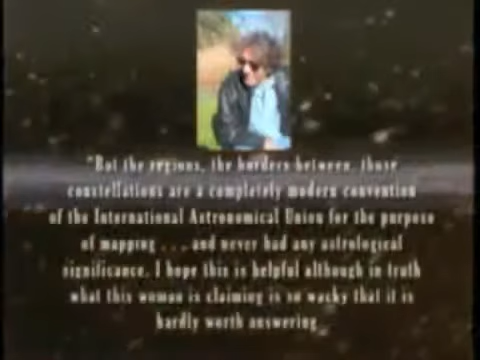 "But the regions, the borders between, those
constellations are a completely modern convention
of the International Astronomical Union for the purpose
of mapping . . . and never had any astrological
significance. I hope this is helpful although in truth
what this woman is claiming is so wacky that it is
hardly worth answering